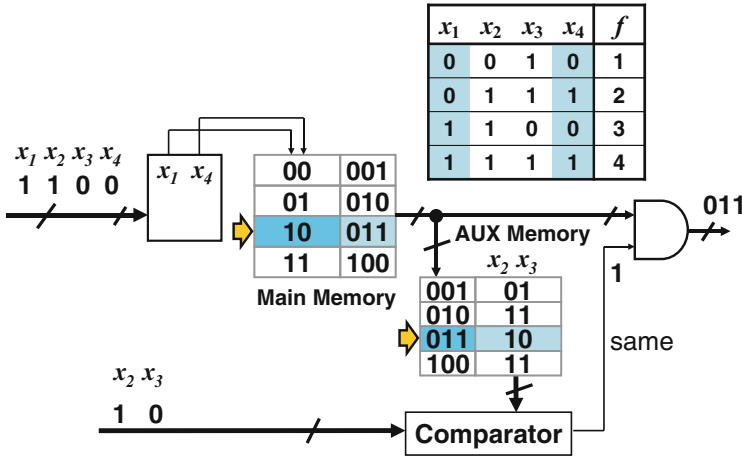 x1 x2 x3 x4 f
0 0 1 0 1
0 1 1 1 2
1 1 0 0 3
1 1 1 1 4
x1 x2 x3 x4
1 1 0 0
x1 x4
00 001
01 010
10 011
11 100
Main Memory
AUX Memory
x2 x3
001 01
010 11
011 10
100 11
011
1
same
x2 x3
1 0
Comparator